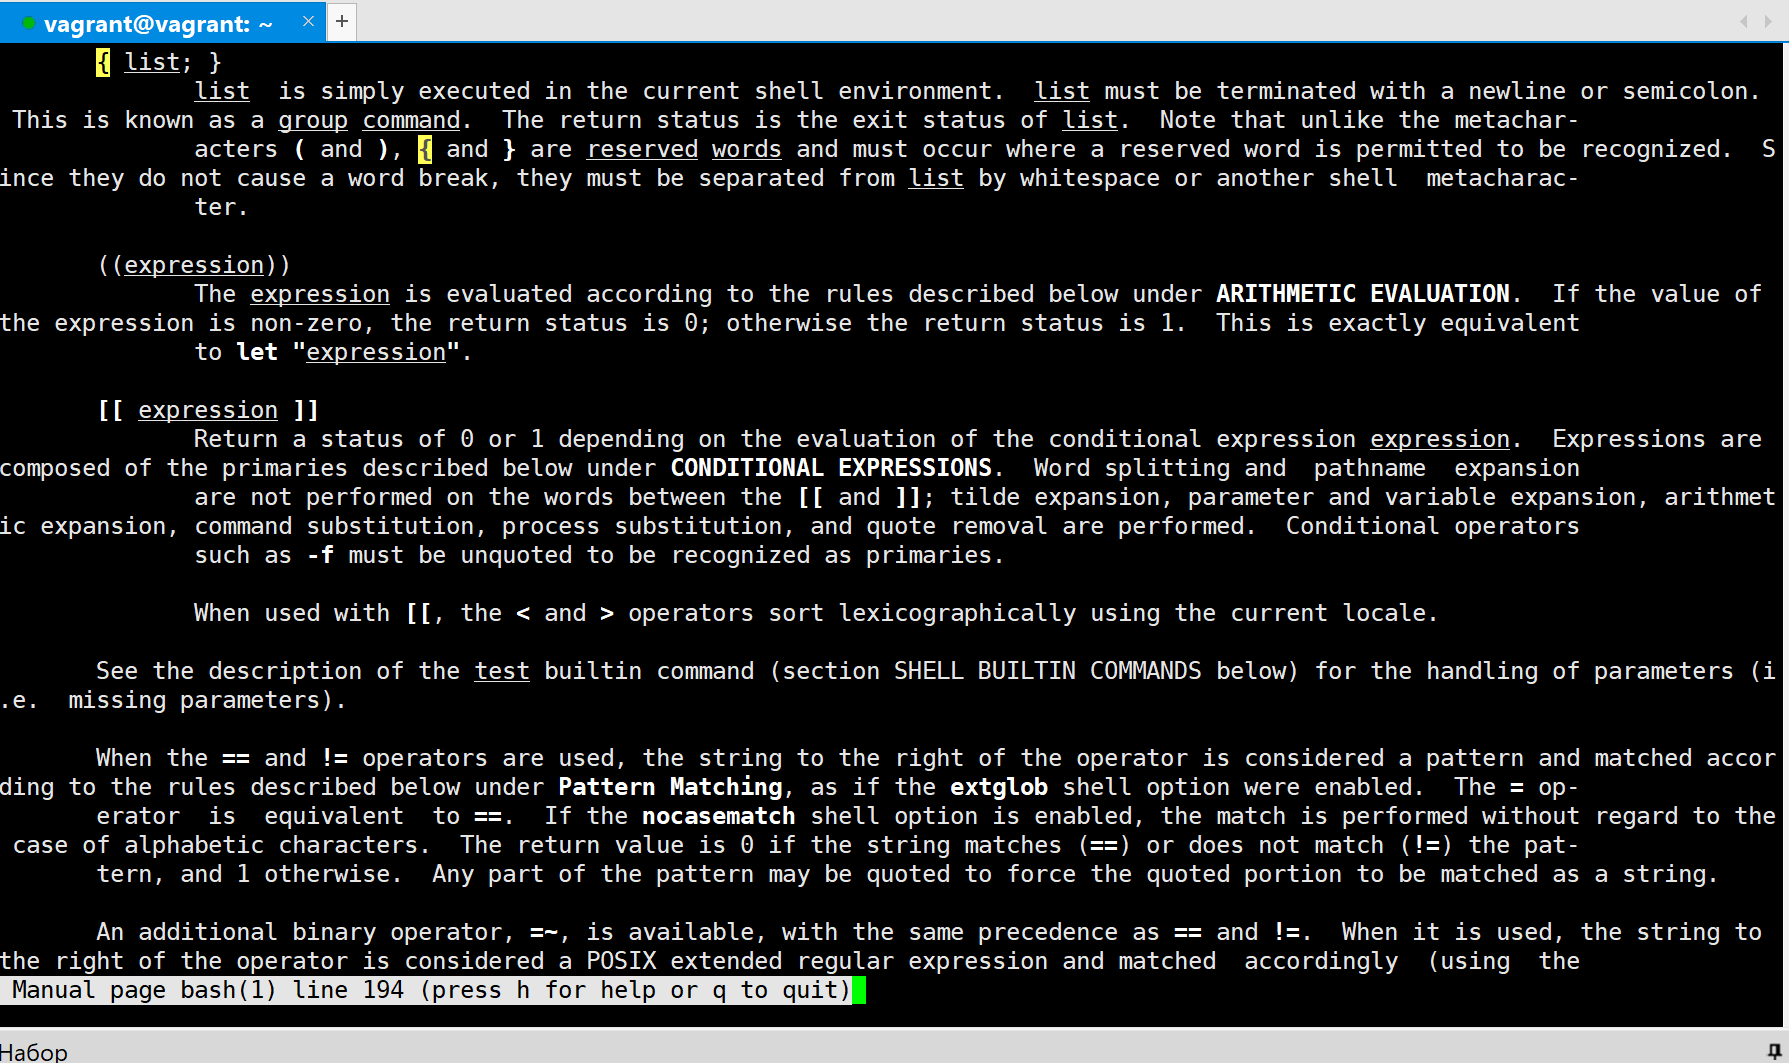 vagrant@vagrant: ~ × +
{ list; }
list is simply executed in the current shell environment. list must be terminated with a newline or semicolon.
This is known as a group command. The return status is the exit status of list. Note that unlike the metachar-
acters ( and ), { and } are reserved words and must occur where a reserved word is permitted to be recognized. S
ince they do not cause a word break, they must be separated from list by whitespace or another shell metacharac-
ter.
((expression))
The expression is evaluated according to the rules described below under ARITHMETIC EVALUATION. If the value of
the expression is non-zero, the return status is 0; otherwise the return status is 1. This is exactly equivalent
to let "expression".
[[ expression ]]
Return a status of 0 or 1 depending on the evaluation of the conditional expression expression. Expressions are
composed of the primaries described below under CONDITIONAL EXPRESSIONS. Word splitting and pathname expansion
are not performed on the words between the [[ and ]]; tilde expansion, parameter and variable expansion, arithmet
ic expansion, command substitution, process substitution, and quote removal are performed. Conditional operators
such as -f must be unquoted to be recognized as primaries.
When used with [[, the < and > operators sort lexicographically using the current locale.
See the description of the test builtin command (section SHELL BUILTIN COMMANDS below) for the handling of parameters (i
.e. missing parameters).
When the == and != operators are used, the string to the right of the operator is considered a pattern and matched accor
ding to the rules described below under Pattern Matching, as if the extglob shell option were enabled. The = op-
erator is equivalent to ==. If the nocasematch shell option is enabled, the match is performed without regard to the
case of alphabetic characters. The return value is 0 if the string matches (==) or does not match (!=) the pat-
tern, and 1 otherwise. Any part of the pattern may be quoted to force the quoted portion to be matched as a string.
An additional binary operator, =~, is available, with the same precedence as == and !=. When it is used, the string to
the right of the operator is considered a POSIX extended regular expression and matched accordingly (using the
Manual page bash(1) line 194 (press h for help or q to quit)
Набор